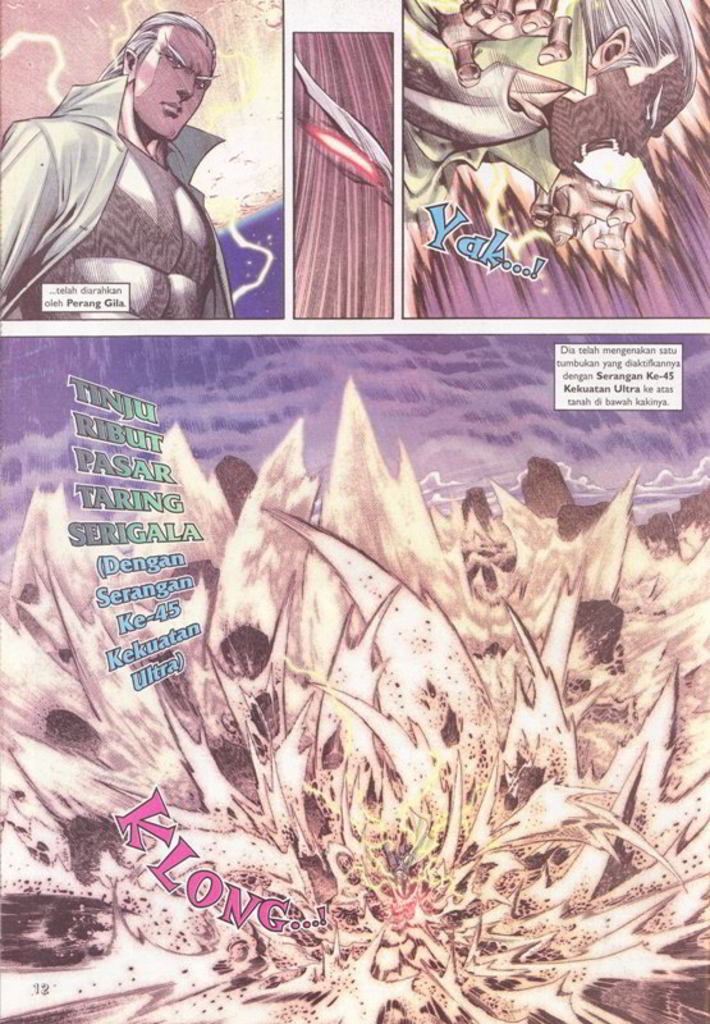 ...telah diarahkan
oleh Perang Gila.
Yak...!
Dia telah mengenakan satu
tumbukan yang diaktifkannya
dengan Serangan Ke-45
Kekuatan Ultra ke atas
tanah di bawah kakinya.
TINJU
RIBUT
PASAR
TARING
SERIGALA
(Dengan
Serangan
Ke-45
Kekuatan
Ultra)
KLONG...!
12